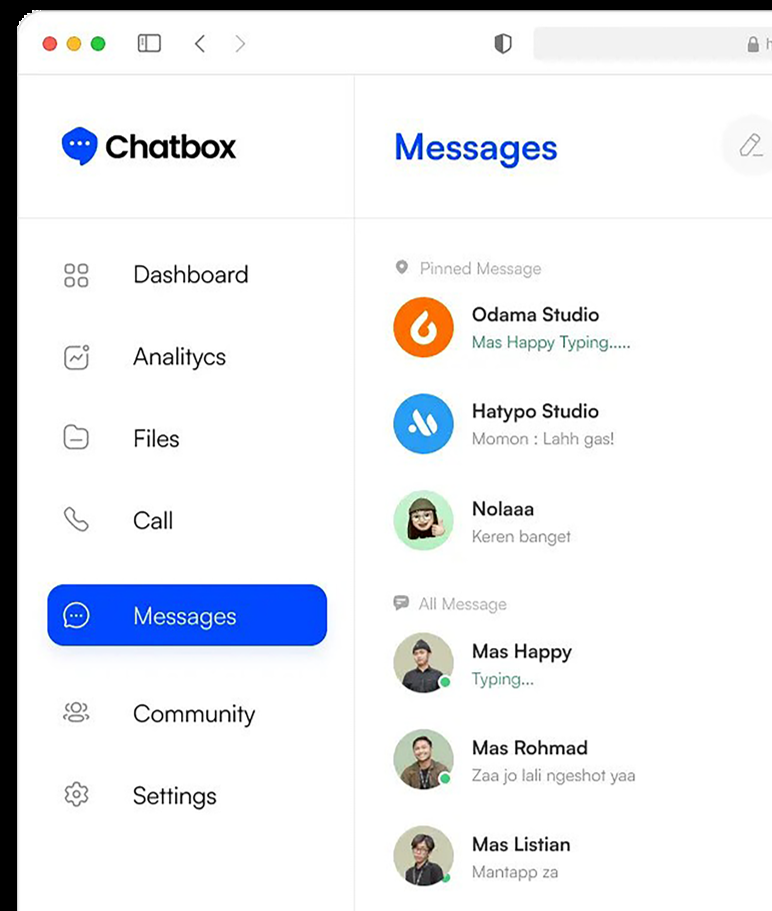 h
Chatbox
Messages
Dashboard
Analitycs
Files
Call
Messages
Community
Settings
Pinned Message
Odama Studio
Mas Happy Typing.....
Hatypo Studio
Momon : Lahh gas!
Nolaaa
Keren banget
All Message
Mas Happy
Typing...
Mas Rohmad
Zaa jo lali ngeshot yaa
Mas Listian
Mantapp za